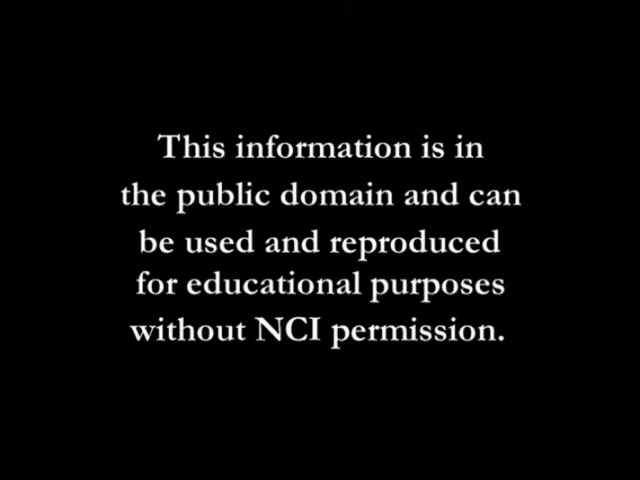 This information is in
the public domain and can
be used and reproduced
for educational purposes
without NCI permission.